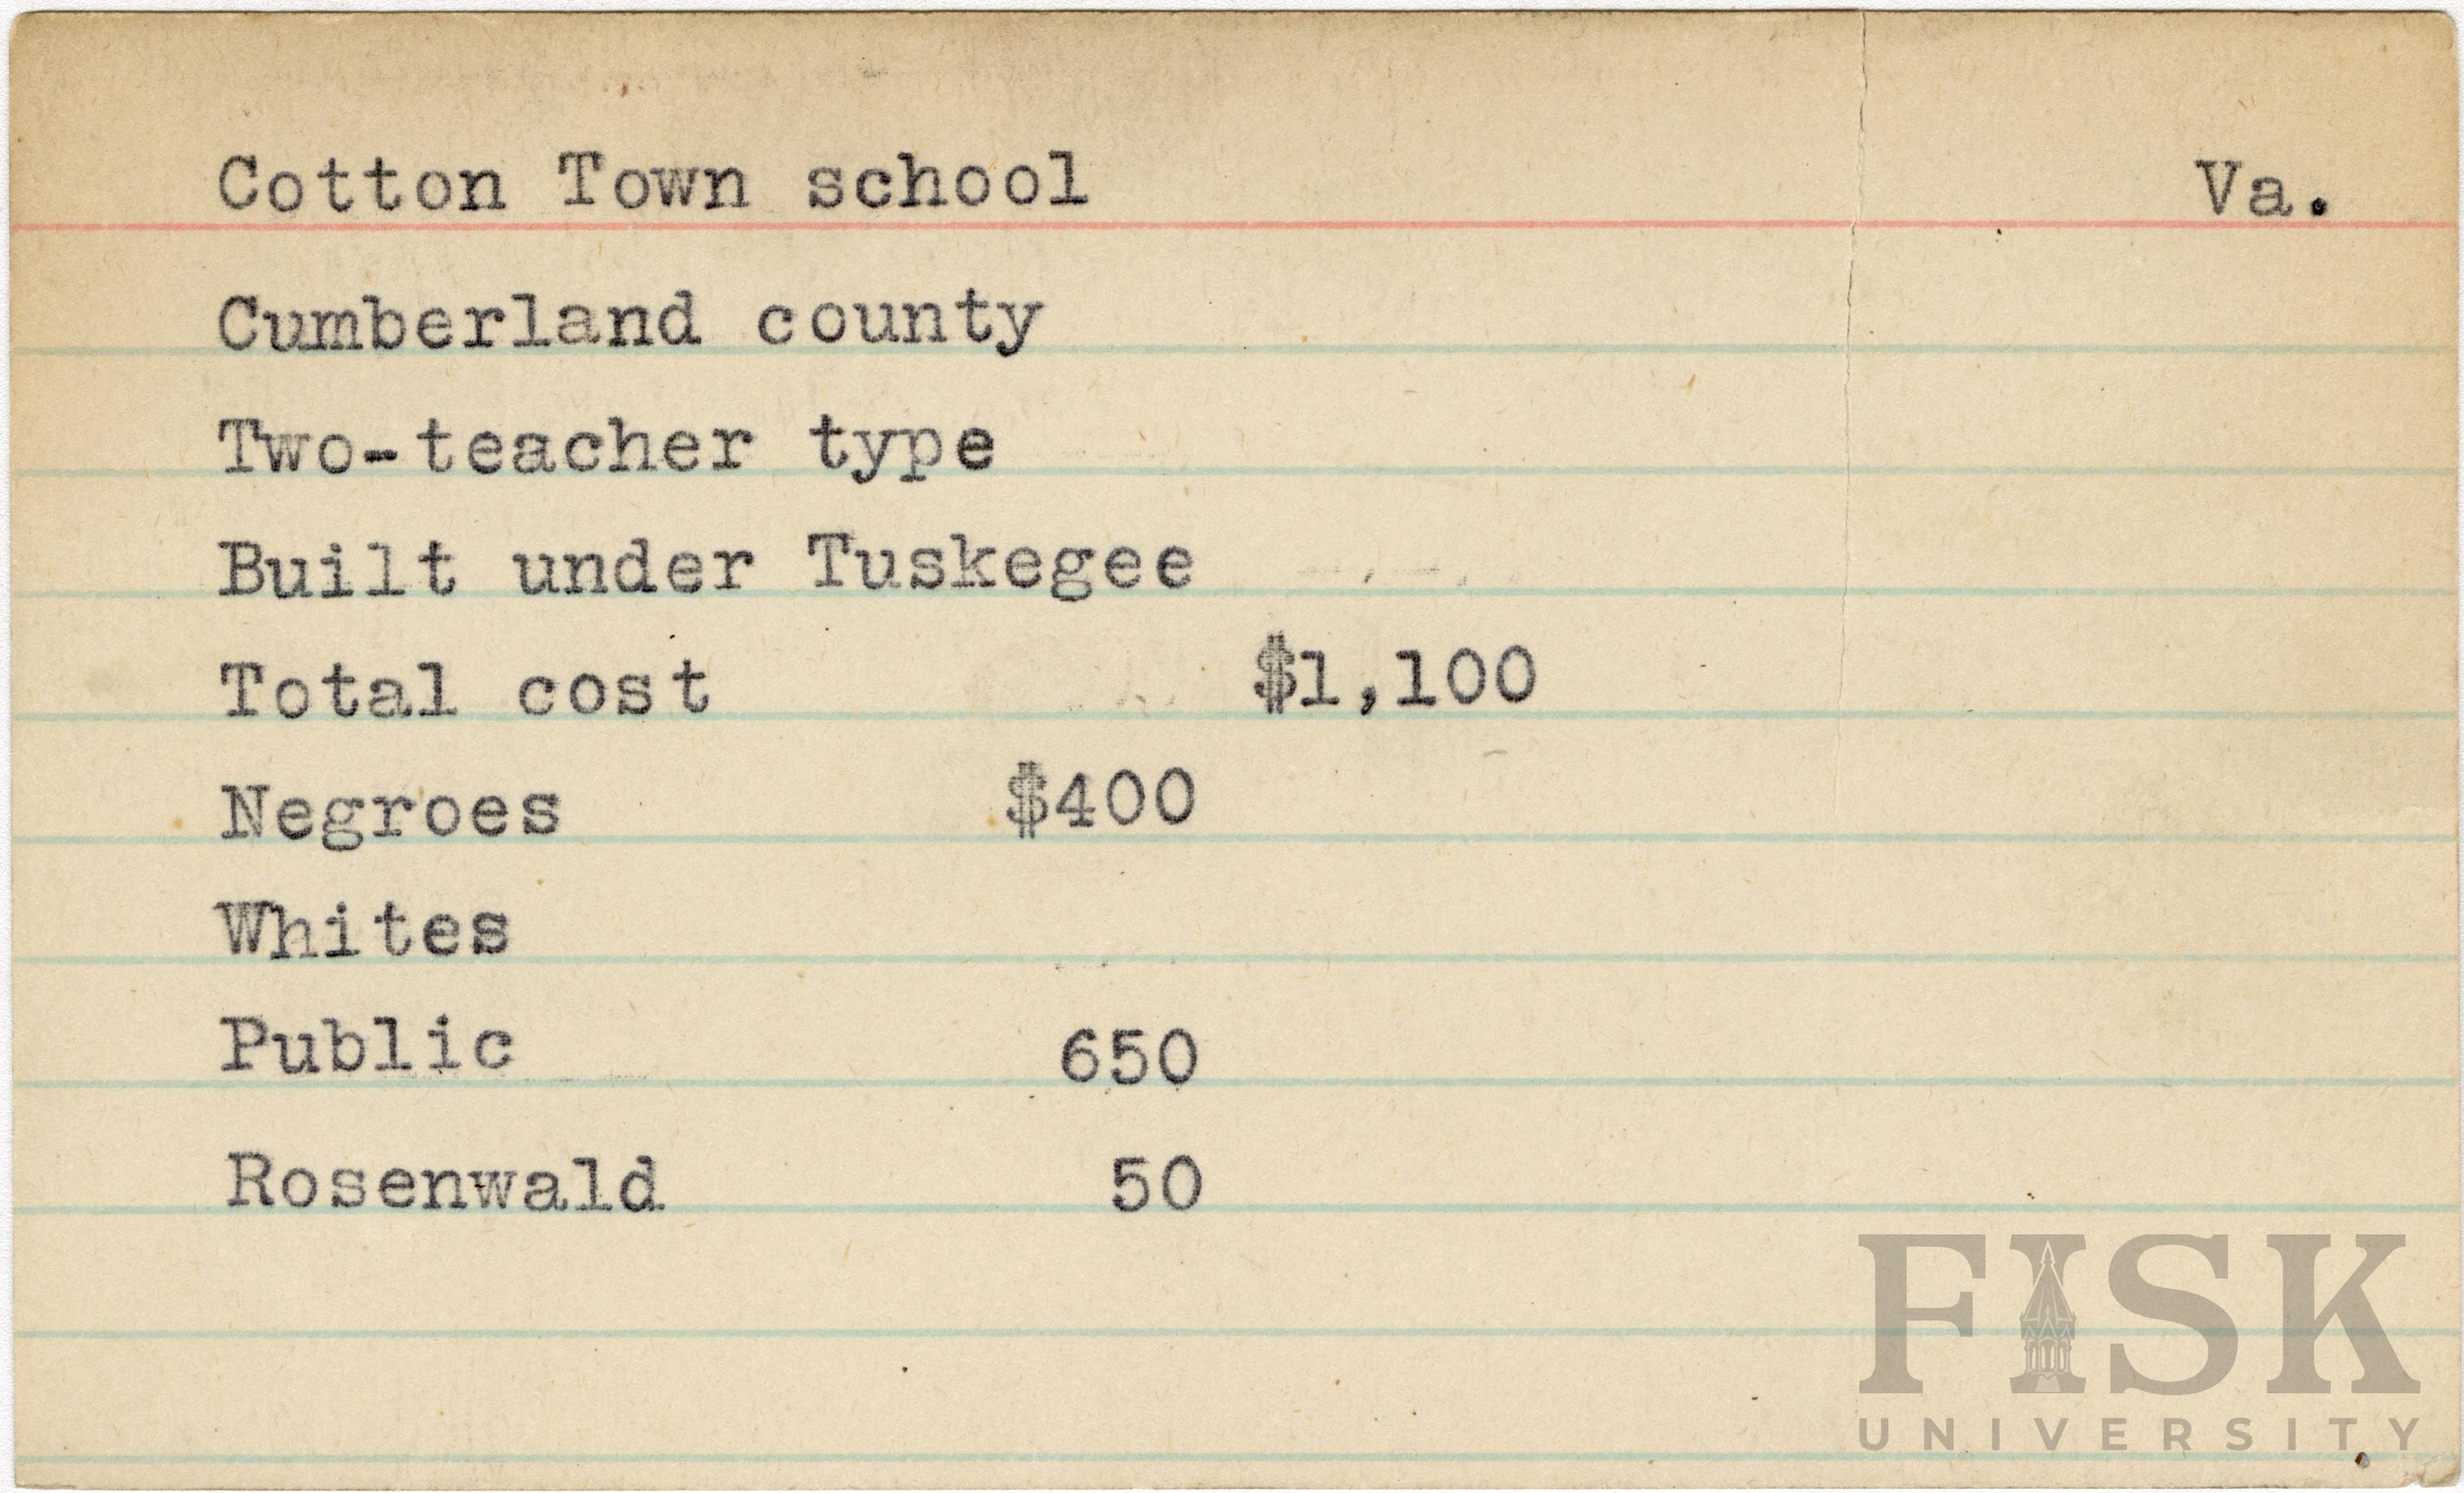 Cotton Town school Va.
Cumberland county
Two-teacher type
Built under Tuskegee
Total cost $1,100
Negroes $400
Whites
Public 650
Rosenwald 50
FISK
UNIVERSITY